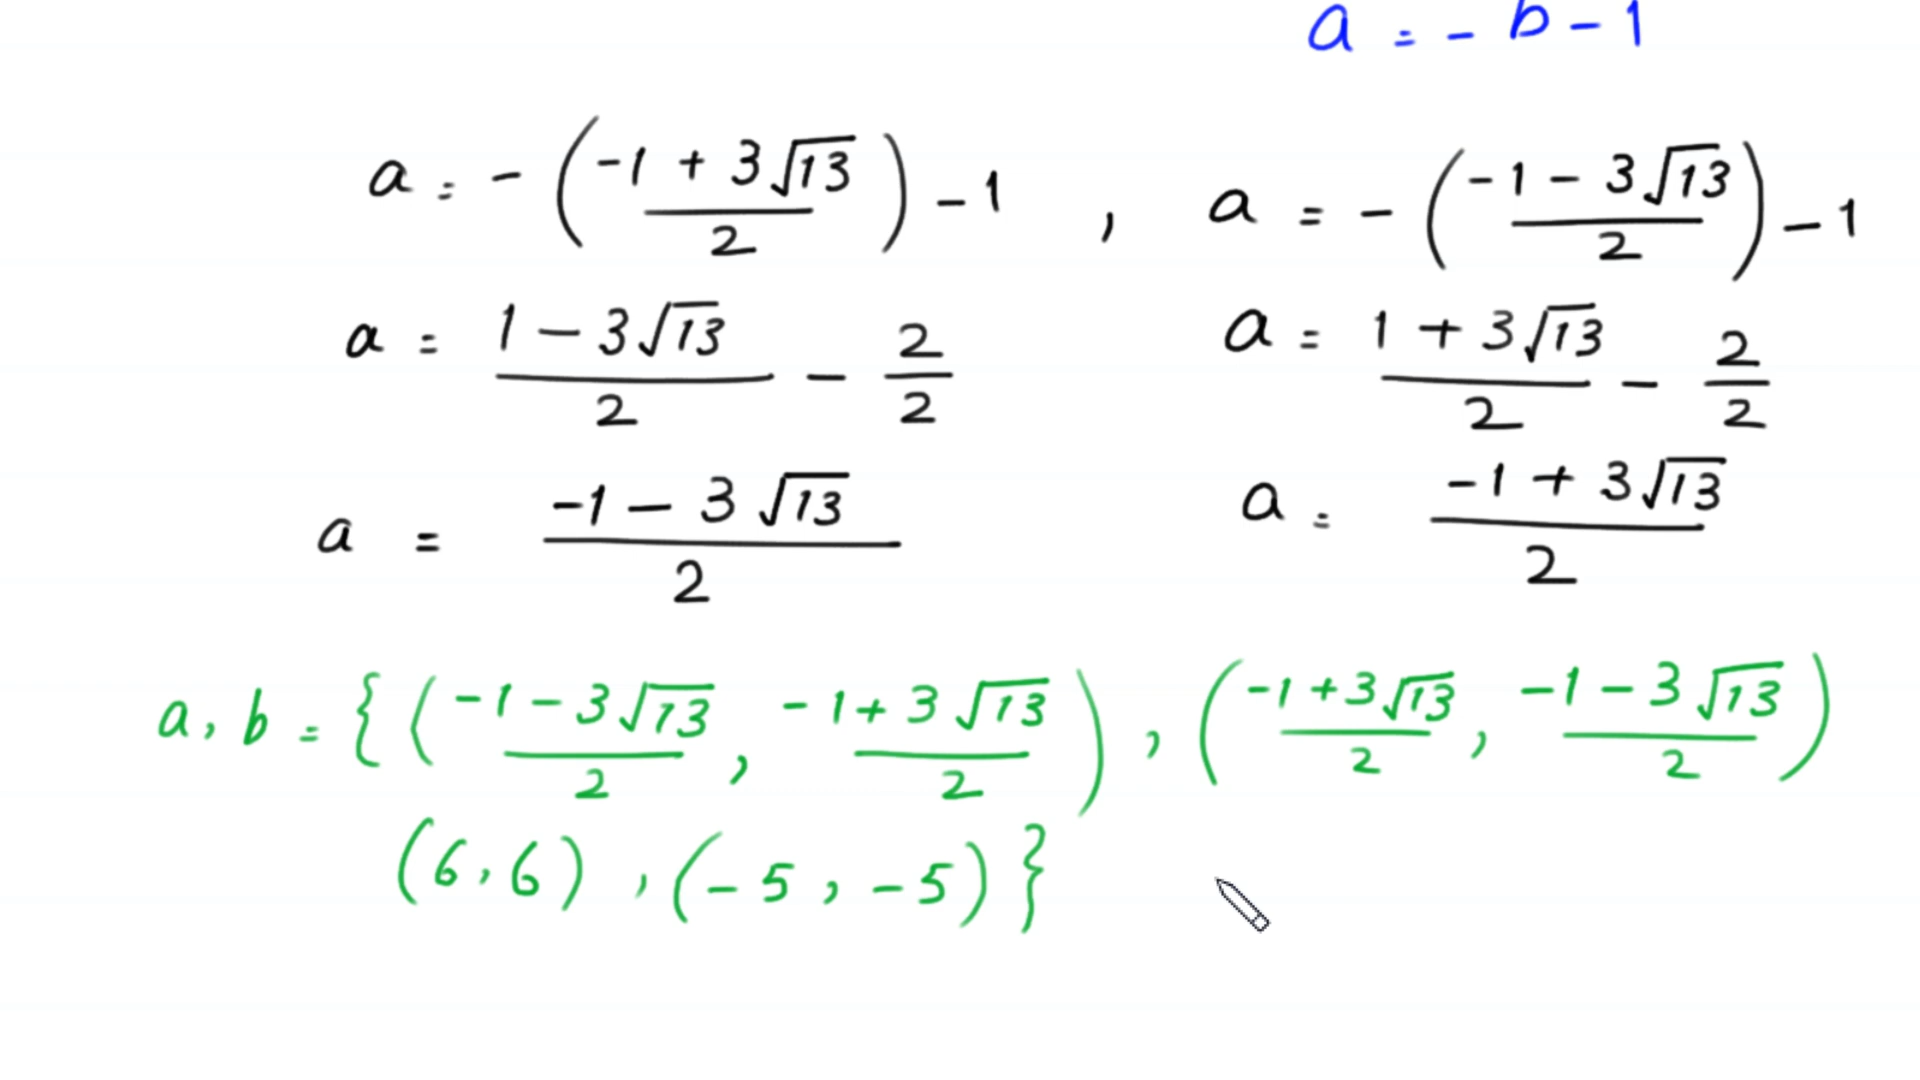 a = - b - 1
a = - ( (-1 + 3√13) / 2 ) - 1 , a = - ( (-1 - 3√13) / 2 ) - 1
a = (1 - 3√13) / 2 - 2/2 a = (1 + 3√13) / 2 - 2/2
a = (-1 - 3√13) / 2 a = (-1 + 3√13) / 2
a, b = { ( (-1 - 3√13) / 2 , (-1 + 3√13) / 2 ) , ( (-1 + 3√13) / 2 , (-1 - 3√13) / 2 )
(6, 6) , (-5, -5) }